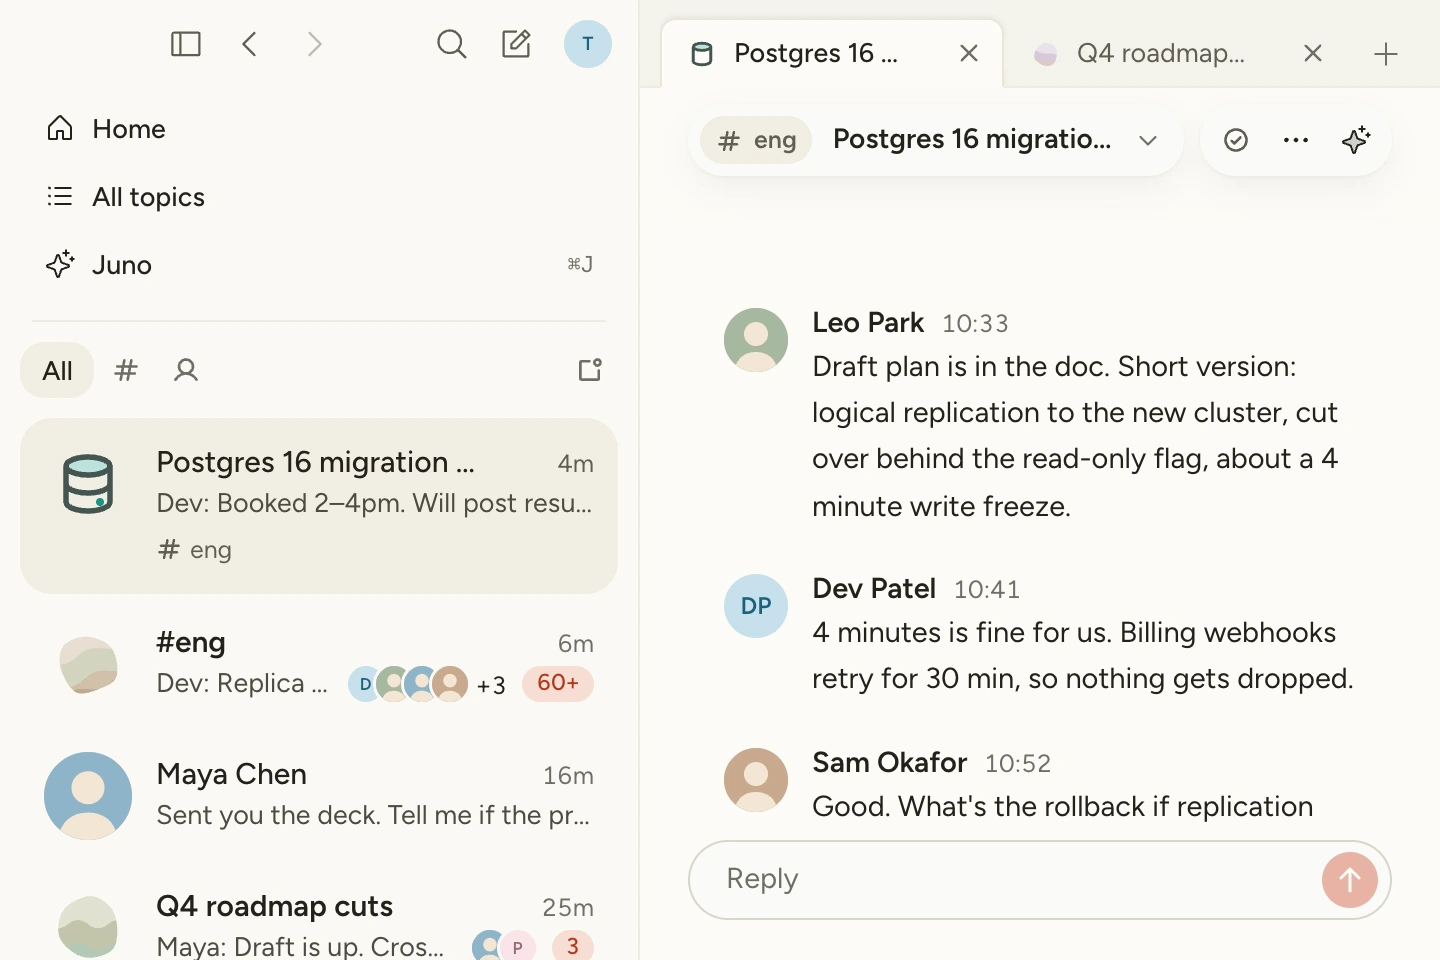 T
Home
All topics
Juno ⌘J
All
Postgres 16 migration ... 4m
Dev: Booked 2–4pm. Will post resu...
# eng
#eng 6m
Dev: Replica ... D +3 60+
Maya Chen 16m
Sent you the deck. Tell me if the pr...
Q4 roadmap cuts 25m
Maya: Draft is up. Cros... P 3
Postgres 16 ... Q4 roadmap...
# eng Postgres 16 migratio...
Leo Park 10:33
Draft plan is in the doc. Short version:
logical replication to the new cluster, cut
over behind the read-only flag, about a 4
minute write freeze.
DP
Dev Patel 10:41
4 minutes is fine for us. Billing webhooks
retry for 30 min, so nothing gets dropped.
Sam Okafor 10:52
Good. What's the rollback if replication
Reply